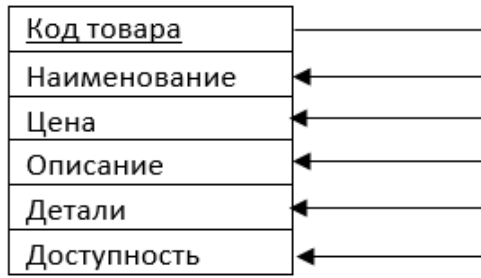 Код товара
Наименование
Цена
Описание
Детали
Доступность